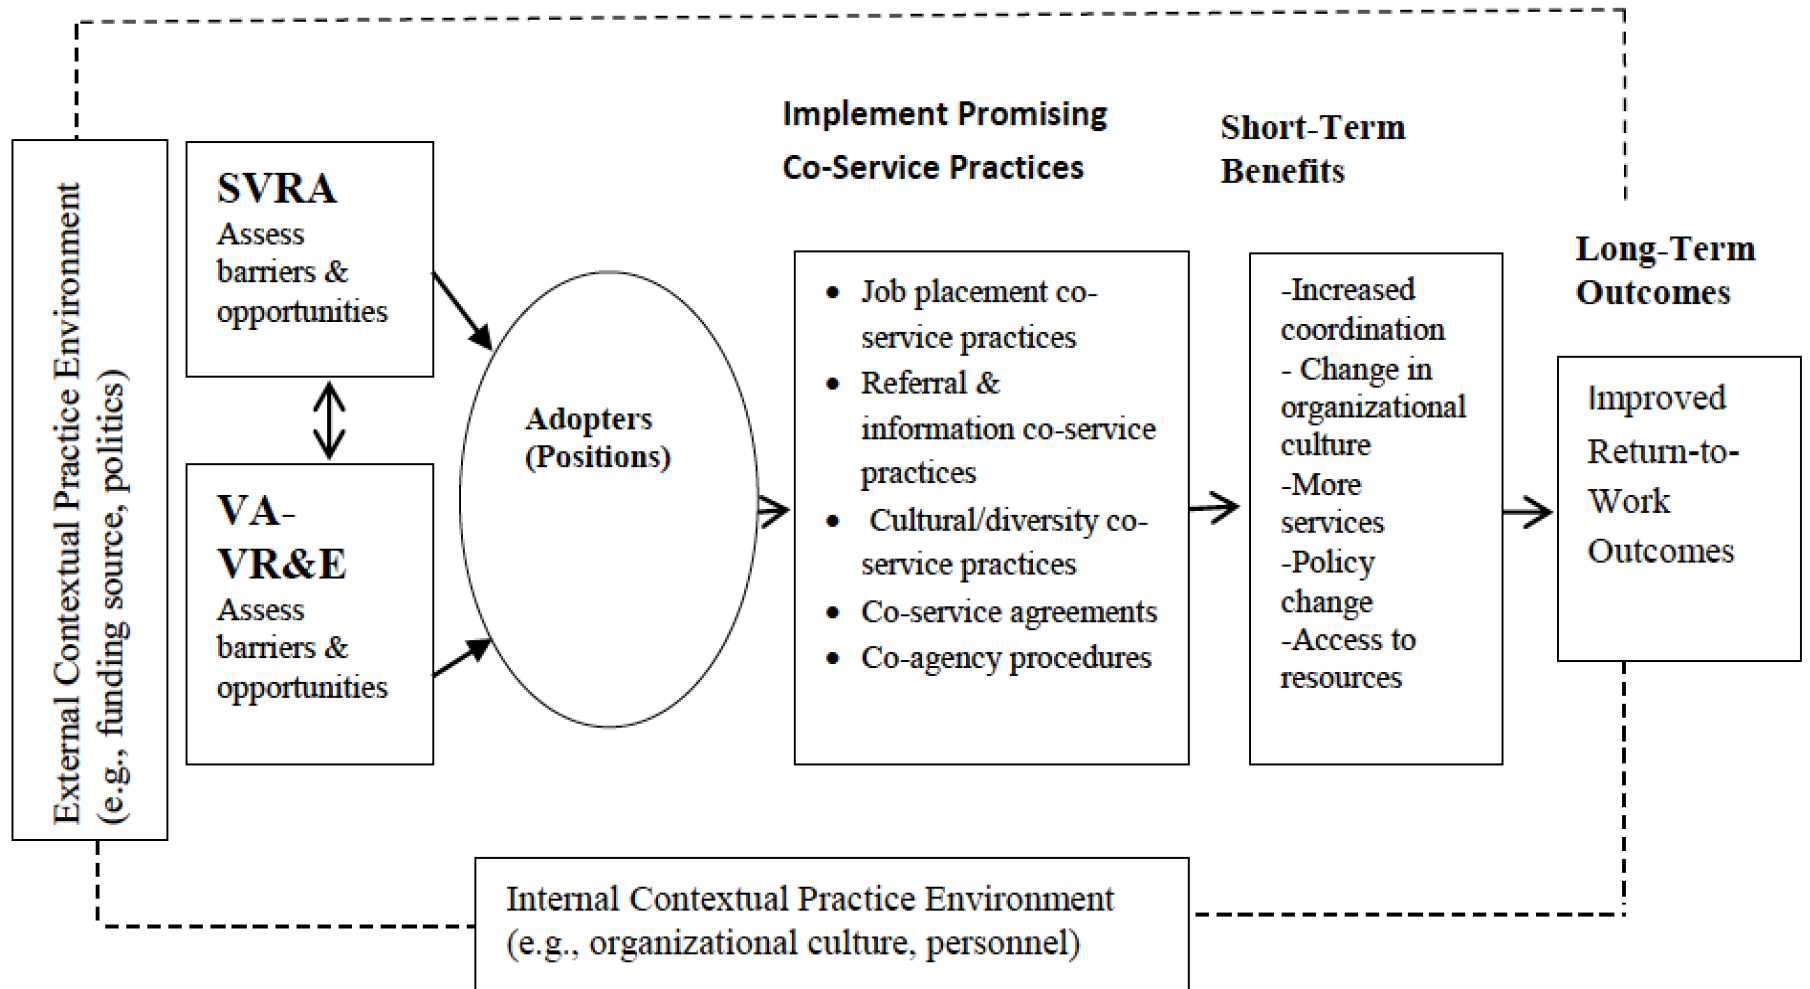 External Contextual Practice Environment
(e.g., funding source, politics)
SVRA
Assess
barriers &
opportunities
VA-
VR&E
Assess
barriers &
opportunities
Adopters
(Positions)
Implement Promising
Co-Service Practices
• Job placement co-
service practices
• Referral &
information co-service
practices
• Cultural/diversity co-
service practices
• Co-service agreements
• Co-agency procedures
Short-Term
Benefits
-Increased
coordination
- Change in
organizational
culture
-More
services
-Policy
change
-Access to
resources
Long-Term
Outcomes
Improved
Return-to-
Work
Outcomes
Internal Contextual Practice Environment
(e.g., organizational culture, personnel)